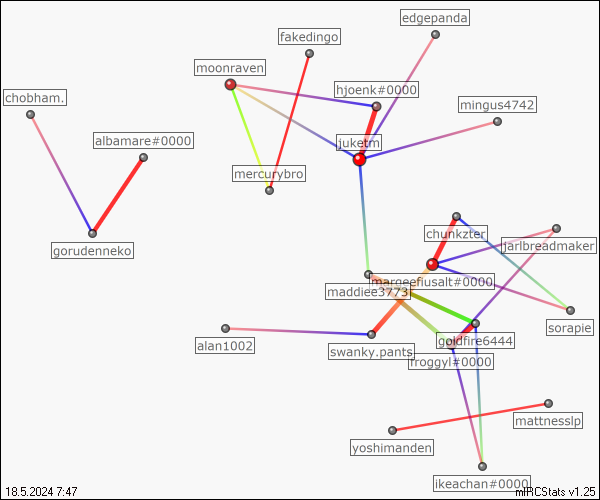 edgepanda
fakedingo
moonraven
hjoenk#0000
chobham.
mingus4742
albamare#0000
juketm
mercurybro
chunkzter
jarlbreadmaker
gorudenneko
margeefiusalt#0000
maddiee3773
sorapie
goldfire6444
alan1002
swanky.pants
froggyl#0000
mattnesslp
yoshimanden
ikeachan#0000
18.5.2024 7:47
mIRCStats v1.25